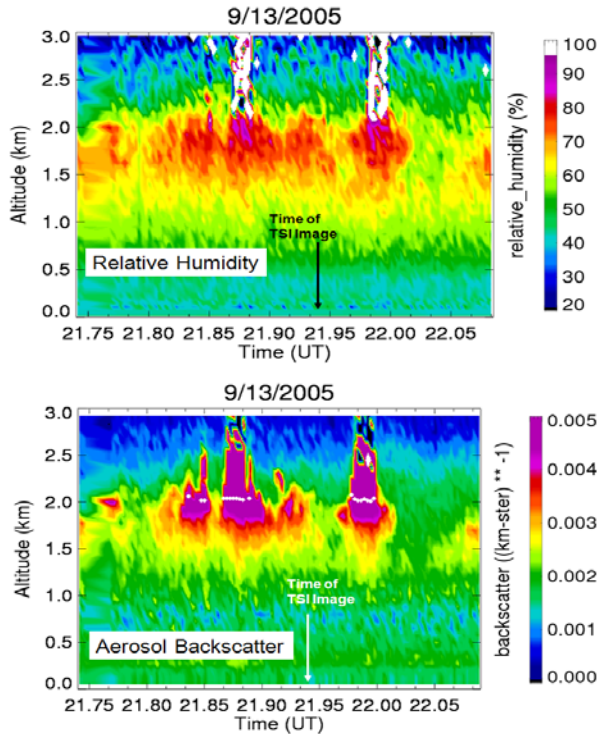 9/13/2005
3.0
2.5
2.0
1.5
1.0
0.5
0.0
Altitude (km)
Time of
TSI Image
Relative Humidity
21.75 21.80 21.85 21.90 21.95 22.00 22.05
Time (UT)
100
90
80
70
60
50
40
30
20
relative_humidity (%)
9/13/2005
3.0
2.5
2.0
1.5
1.0
0.5
0.0
Altitude (km)
Time of
TSI Image
Aerosol Backscatter
21.75 21.80 21.85 21.90 21.95 22.00 22.05
Time (UT)
0.005
0.004
0.003
0.002
0.001
0.000
backscatter ((km-ster) ** -1)